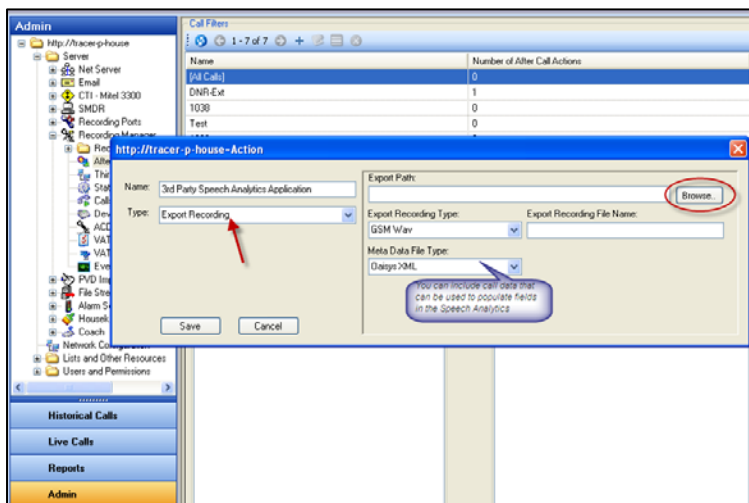 Admin
http://tracer-p-house
Server
Net Server
Email
CTI - Mitel 3300
SMDR
Recording Ports
Recording Manager
Call Filters
1 - 7 of 7
Name
Number of After Call Actions
[All Calls]
0
DNR-Ext
1
1038
0
Test
0
http://tracer-p-house-Action
Name:
3rd Party Speech Analytics Application
Type:
Export Recording
Save
Cancel
Export Path:
Browse..
Export Recording Type:
Export Recording File Name:
GSM Wav
Meta Data File Type:
Oaisys XML
You can include call data that
can be used to populate fields
in the Speech Analytics
PVD Im
File Stre
Alarm S
Housek
Coach
Network Co
Lists and Other Resources
Users and Permissions
Historical Calls
Live Calls
Reports
Admin